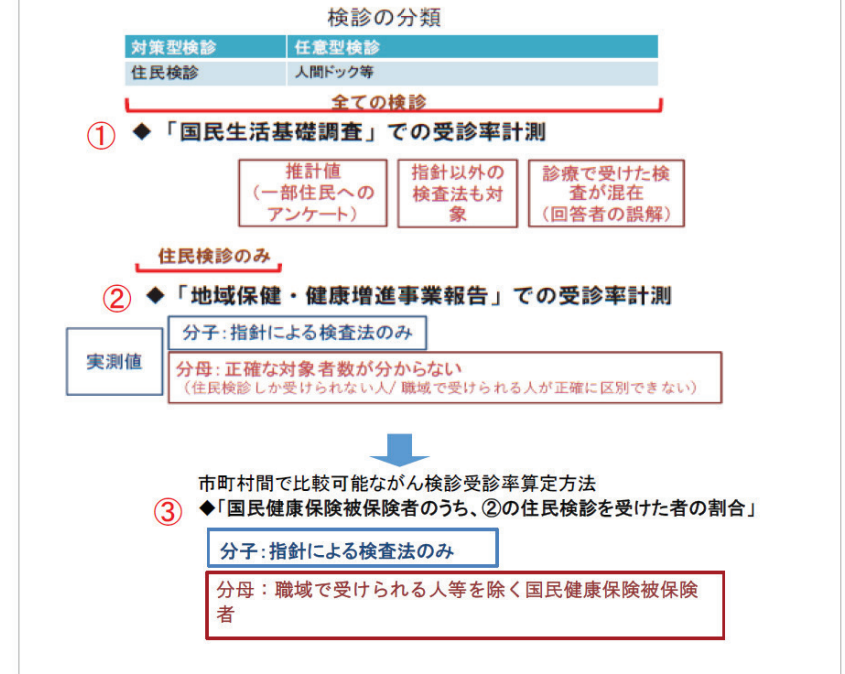 検診の分類
対策型検診 任意型検診
住民検診 人間ドック等
全ての検診
① ◆「国民生活基礎調査」での受診率計測
推計値
（一部住民への
アンケート）
指針以外の
検査法も対
象
診療で受けた検
査が混在
（回答者の誤解）
住民検診のみ
② ◆「地域保健・健康増進事業報告」での受診率計測
実測値
分子：指針による検査法のみ
分母：正確な対象者数が分からない
（住民検診しか受けられない人/ 職域で受けられる人が正確に区別できない）
市町村間で比較可能ながん検診受診率算定方法
③ ◆「国民健康保険被保険者のうち、②の住民検診を受けた者の割合」
分子：指針による検査法のみ
分母：職域で受けられる人等を除く国民健康保険被保険
者